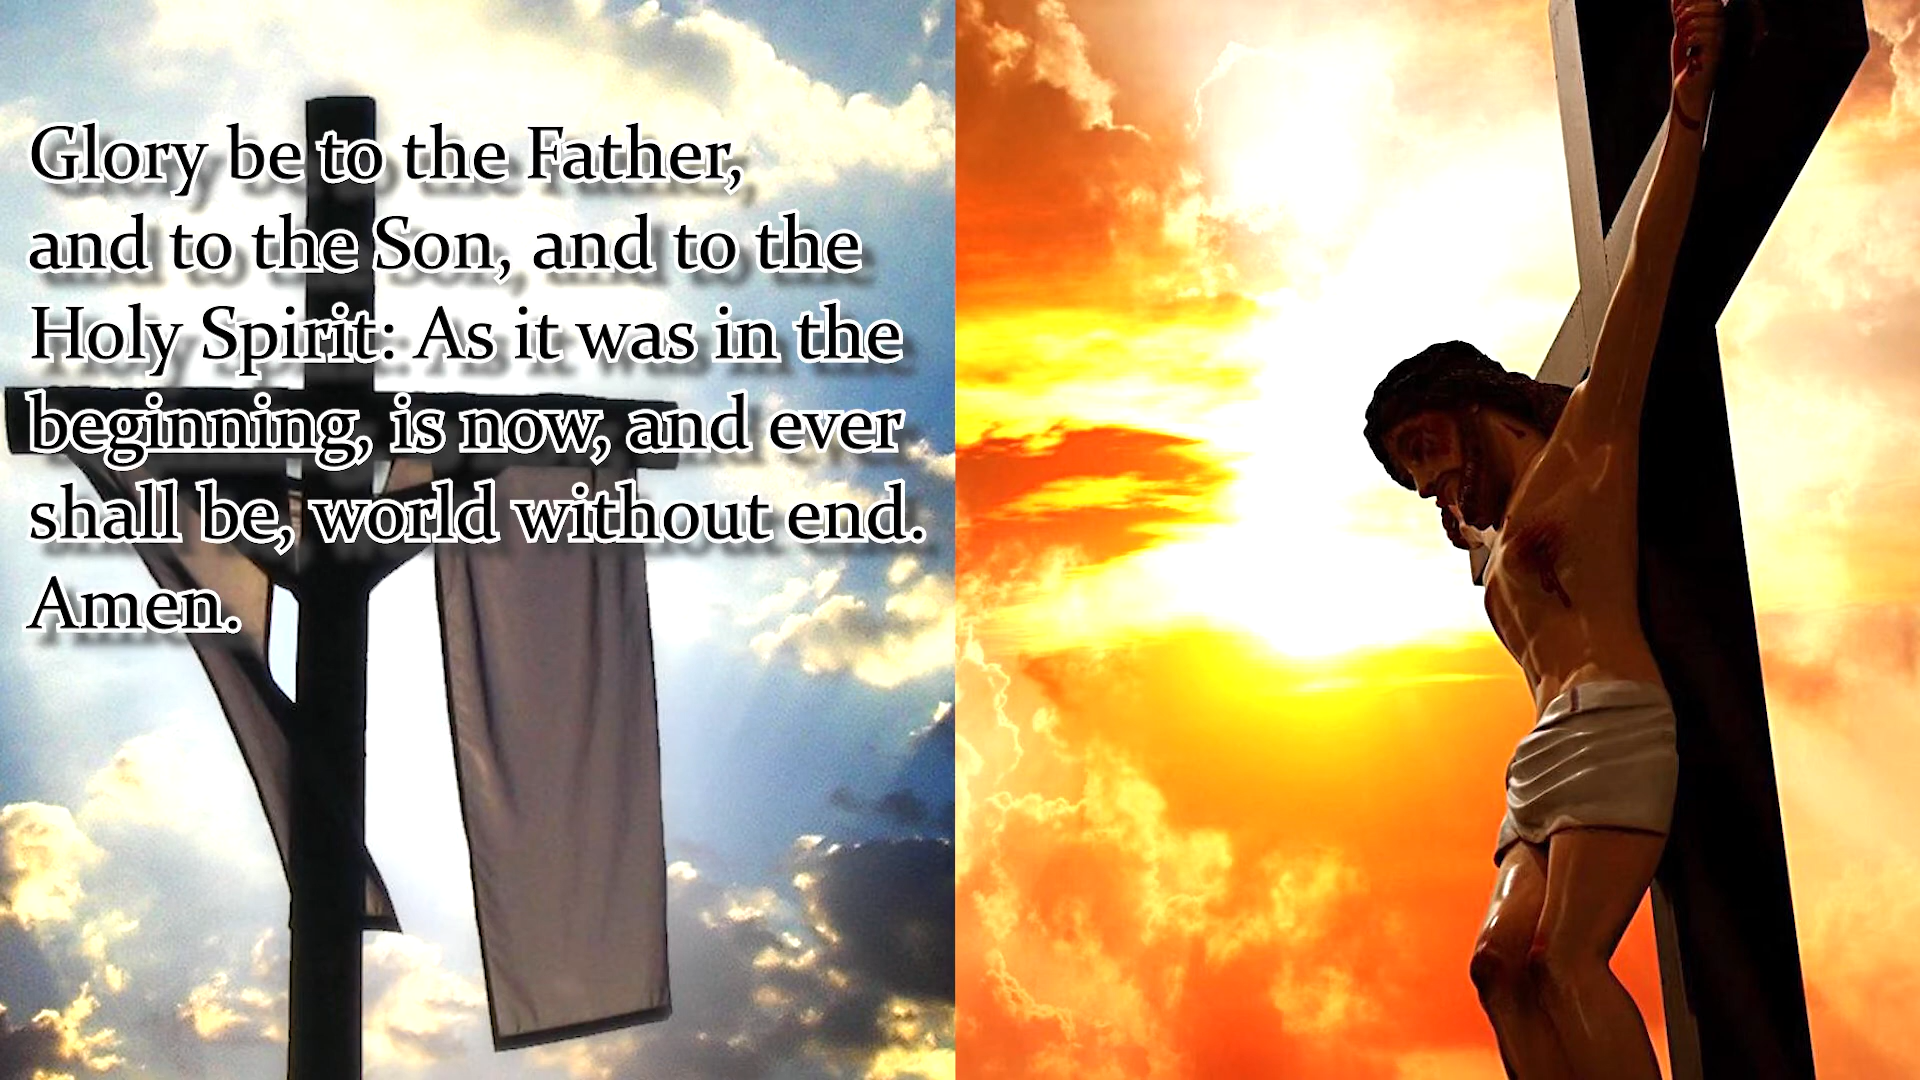 Glory be to the Father,
and to the Son, and to the
Holy Spirit: As it was in the
beginning, is now, and ever
shall be, world without end.
Amen.